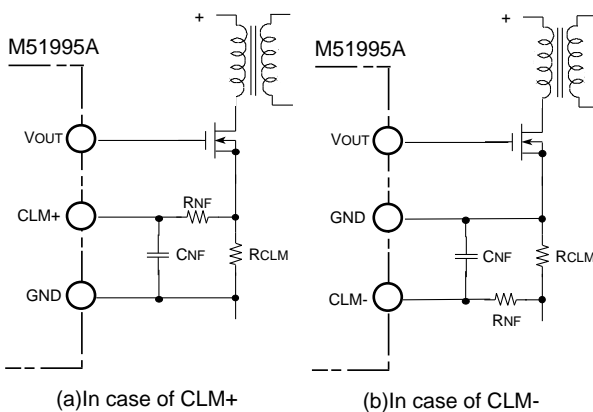 +
M51995A
VOUT
CLM+
RNF
CNF
RCLM
GND
(a)In case of CLM+
+
M51995A
VOUT
GND
CNF
RCLM
CLM-
RNF
(b)In case of CLM-